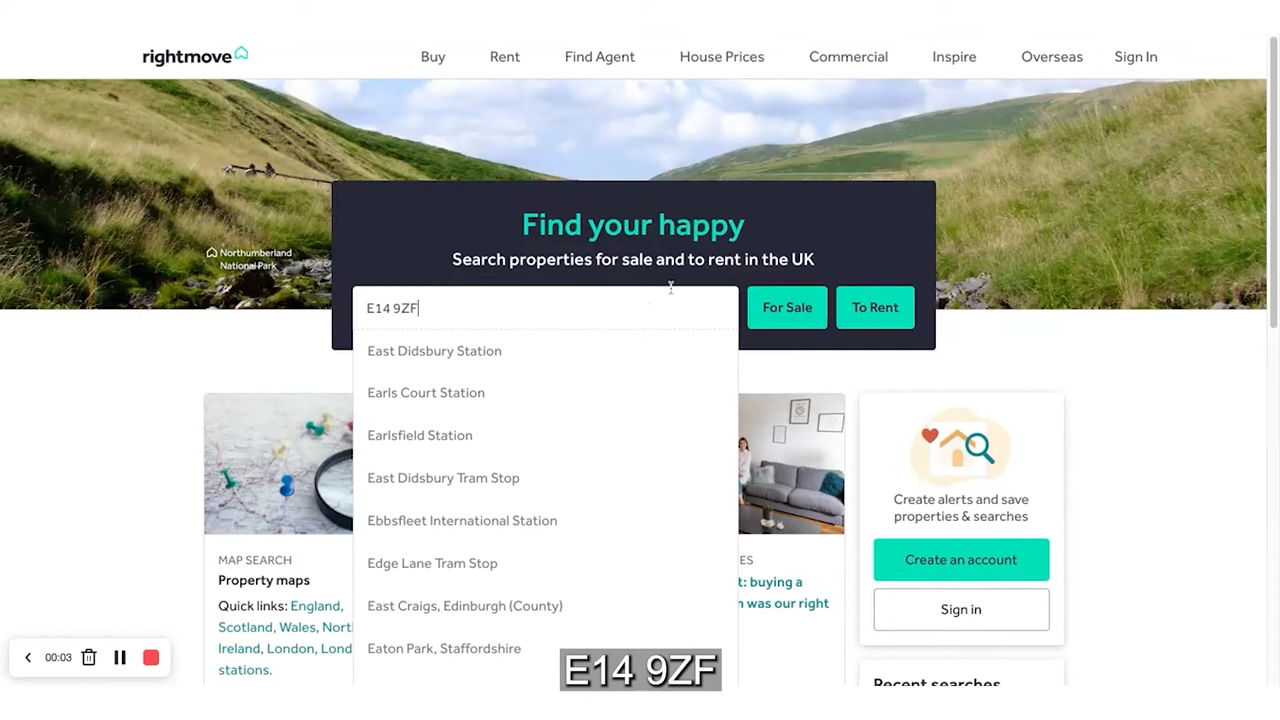 rightmove
Buy
Rent
Find Agent
House Prices
Commercial
Inspire
Overseas
Sign In
Northumberland
National Park
Find your happy
Search properties for sale and to rent in the UK
E14 9ZF
For Sale
To Rent
East Didsbury Station
Earls Court Station
Earlsfield Station
East Didsbury Tram Stop
Ebbsfleet International Station
Edge Lane Tram Stop
East Craigs, Edinburgh (County)
Eaton Park, Staffordshire
MAP SEARCH
Property maps
Quick links: England,
Scotland, Wales, Nort
Ireland, London, Lond
stations.
ES
t: buying a
n was our right
Create alerts and save
properties & searches
Create an account
Sign in
Recent searches
00:03
E14 9ZF